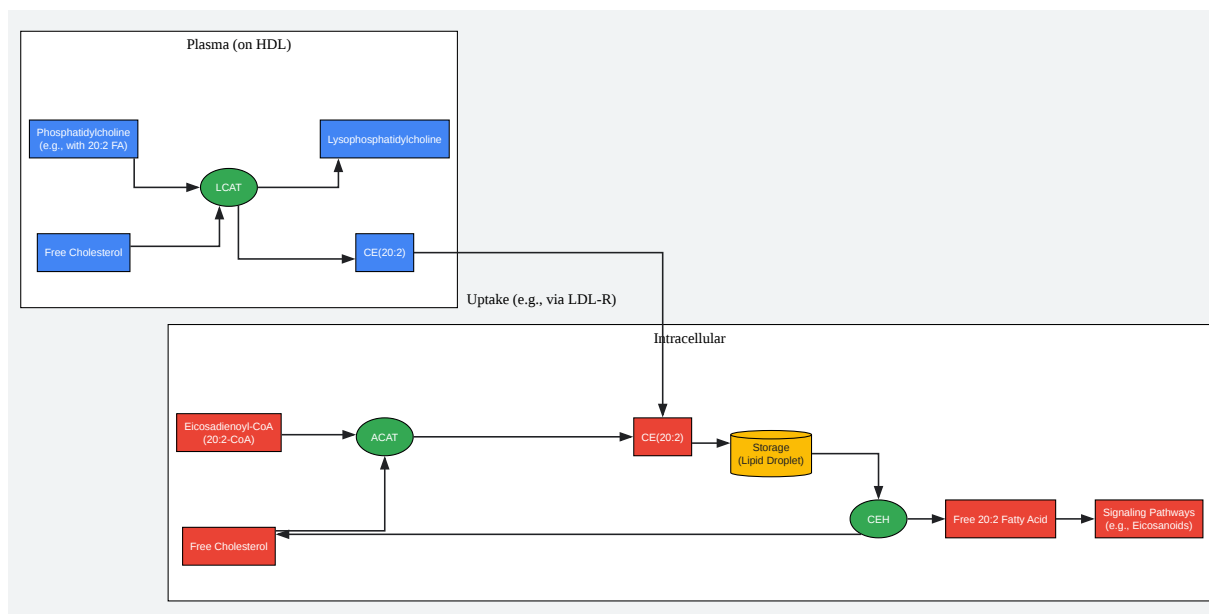 Plasma (on HDL)
Phosphatidylcholine
(e.g., with 20:2 FA)
Lysophosphatidylcholine
LCAT
Free Cholesterol
CE(20:2)
Uptake (e.g., via LDL-R)
Intracellular
Eicosadienoyl-CoA
(20:2-CoA)
ACAT
CE(20:2)
Storage
(Lipid Droplet)
CEH
Free 20:2 Fatty Acid
Signaling Pathways
(e.g., Eicosanoids)
Free Cholesterol